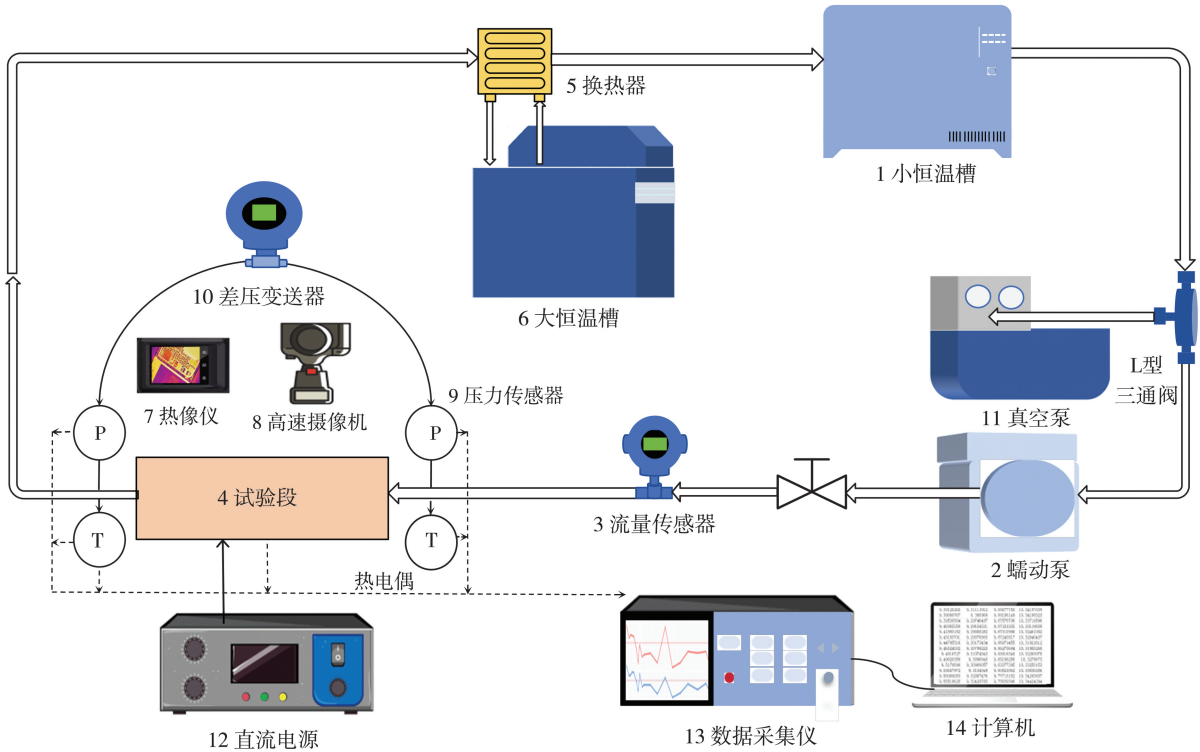 5 换热器
1 小恒温槽
10 差压变送器
6 大恒温槽
L型
三通阀
7 热像仪
8 高速摄像机
9 压力传感器
11 真空泵
P
P
4 试验段
3 流量传感器
T
T
2 蠕动泵
热电偶
12 直流电源
13 数据采集仪
14 计算机